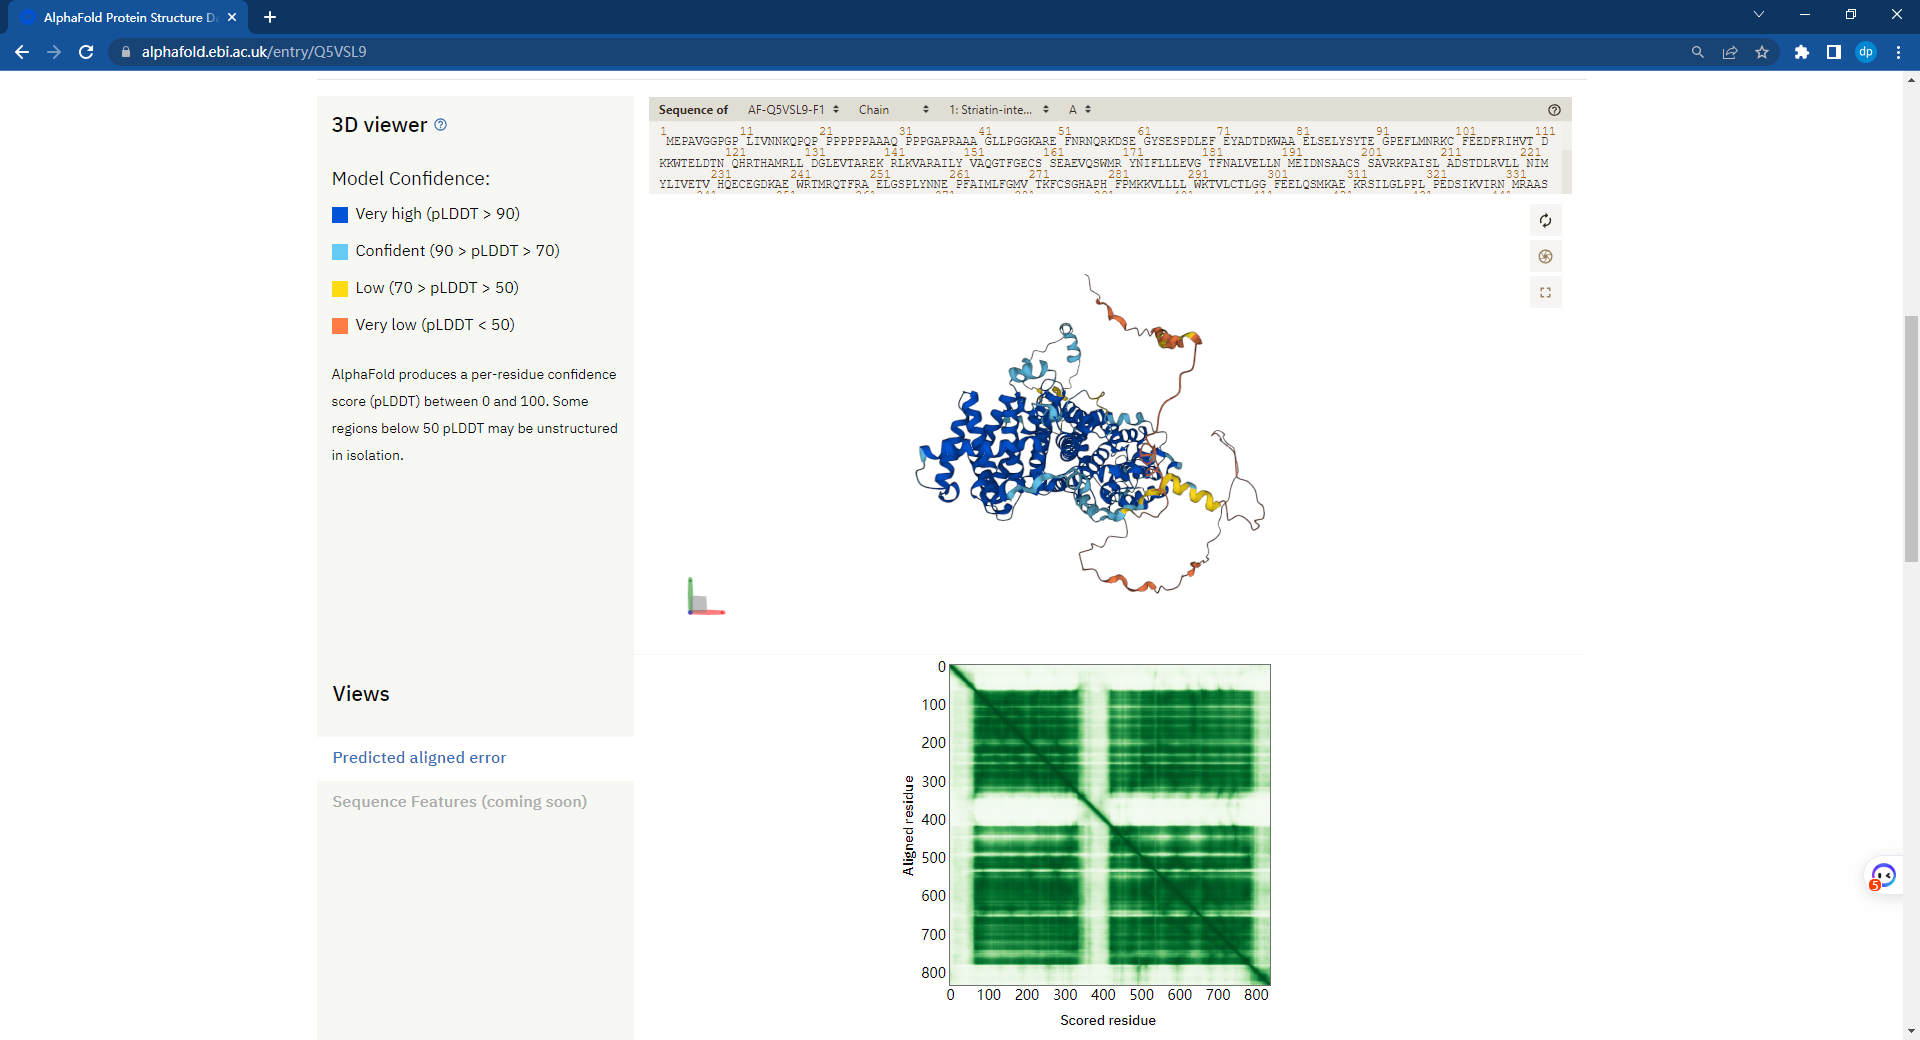 AlphaFold Protein Structure D
alphafold.ebi.ac.uk/entry/Q5VSL9
dp
3D viewer
Model Confidence:
Very high (pLDDT > 90)
Confident (90 > pLDDT > 70)
Low (70 > pLDDT > 50)
Very low (pLDDT < 50)
AlphaFold produces a per-residue confidence
score (pLDDT) between 0 and 100. Some
regions below 50 pLDDT may be unstructured
in isolation.
Views
Predicted aligned error
Sequence Features (coming soon)
Sequence of AF-Q5VSL9-F1 Chain 1: Striatin-inte... A
1 11 21 31 41 51 61 71 81 91 101 111
MEPAVGGPGP LIVNNKQPQP PPPPPPAAAQ PPPGAPRAAA GLLPGGKARE FNRNQRKDSE GYSESPDLEF EYADTDKWAA ELSELYSYTE GPEFLMNRKC FEEDFRIHVT D
121 131 141 151 161 171 181 191 201 211 221
KKWTELDTN QHRTHAMRLL DGLEVTAREK RLKVARAILY VAQGTFGECS SEAEVQSWMR YNIFLLLEVG TFNALVELLN MEIDNSAACS SAVRKPAISL ADSTDLRVLL NIM
231 241 251 261 271 281 291 301 311 321 331
YLIVETV HQECEGDKAE WRTMRQTFRA ELGSPLYNNE PFAIMLFGMV TKFCSGHAPH FPMKKVLLLL WKTVLCTLGG FEELQSMKAE KRSILGLPPL PEDSIKVIRN MRAAS
0
100
200
300
400
500
600
700
800
Aligned residue
0 100 200 300 400 500 600 700 800
Scored residue
5